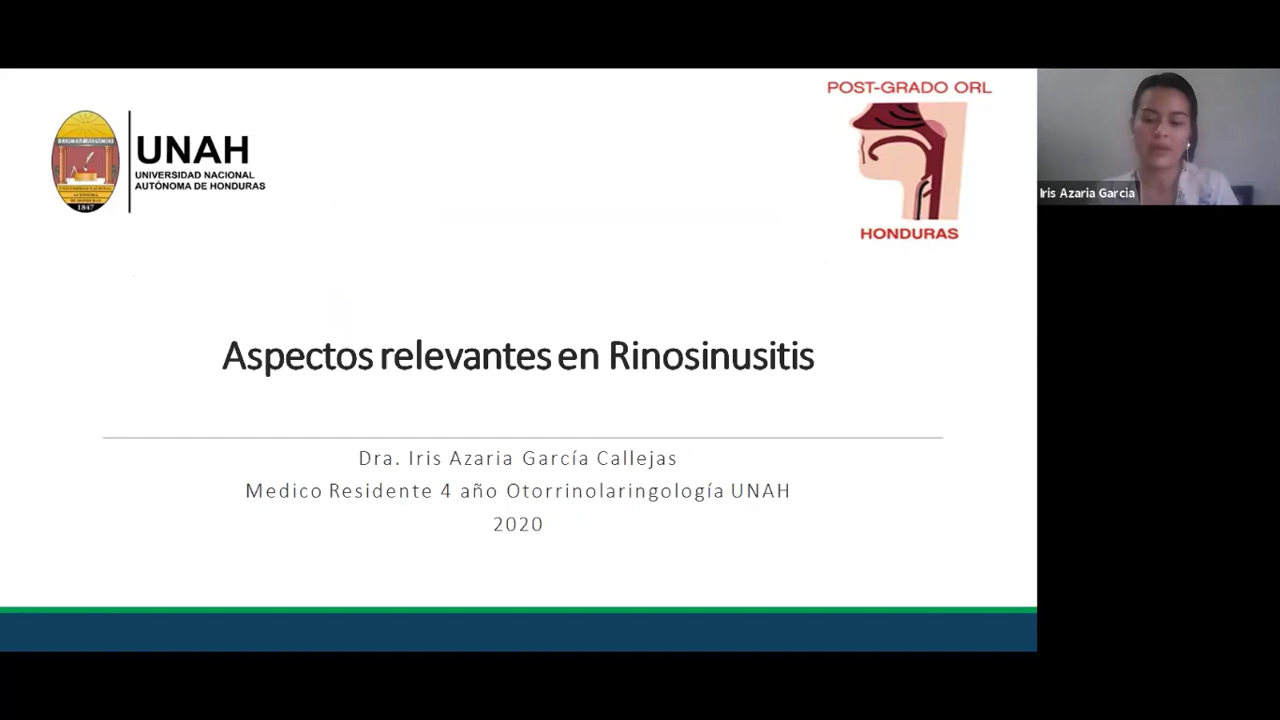 POST-GRADO ORL
UNAH
UNIVERSIDAD NACIONAL
AUTÓNOMA DE HONDURAS
1847
HONDURAS
Iris Azaria Garcia
Aspectos relevantes en Rinosinusitis
Dra. Iris Azaria García Callejas
Medico Residente 4 año Otorrinolaringología UNAH
2020